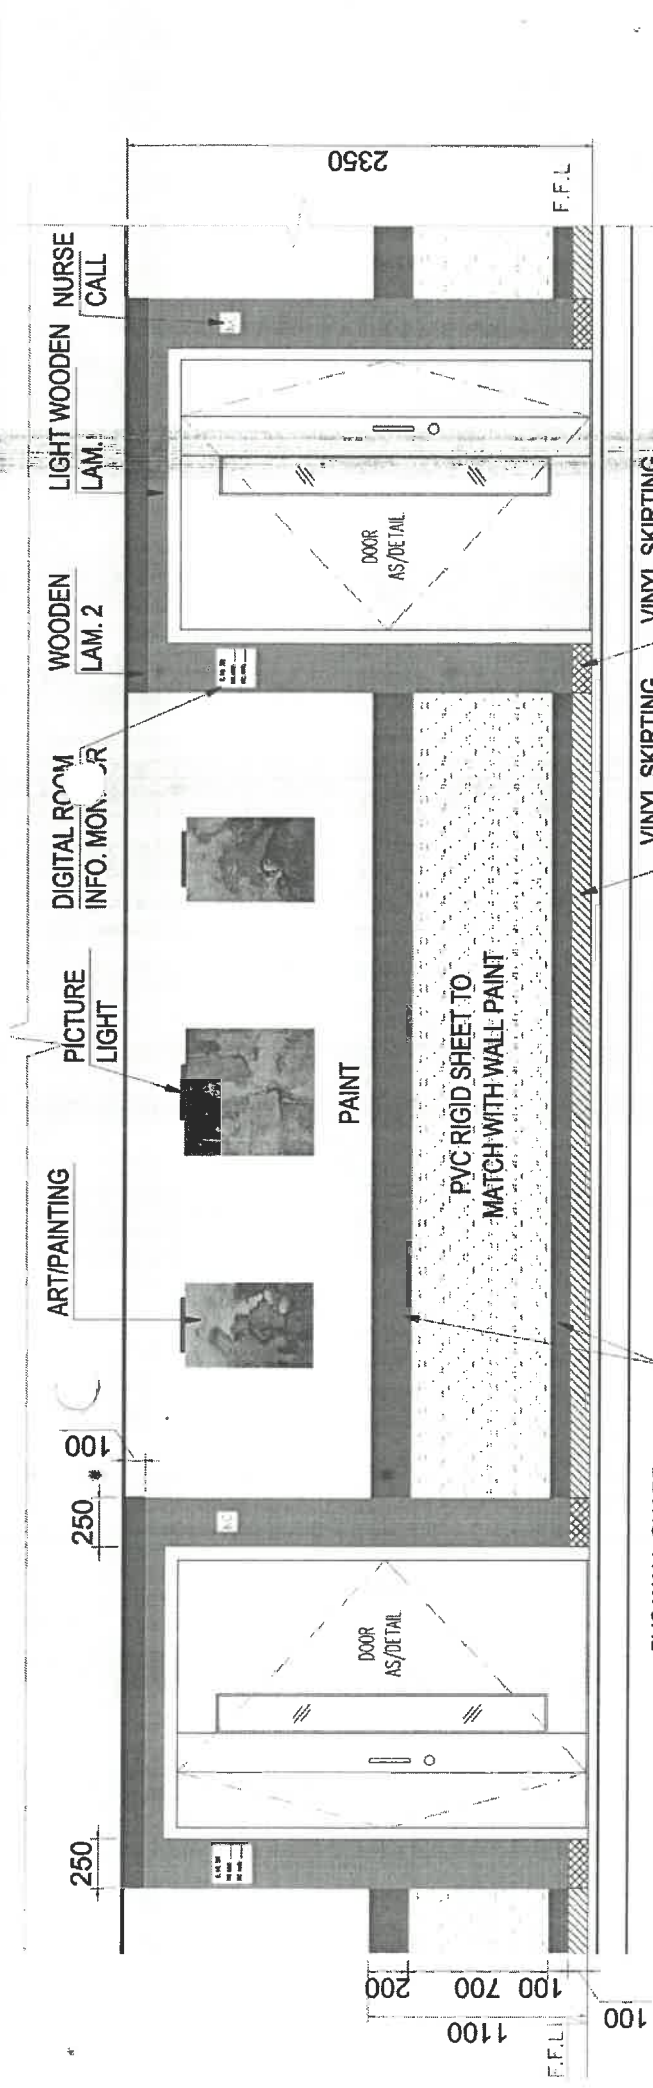 250
250
100
ART/PAINTING
PICTURE
LIGHT
DIGITAL ROOM
INFO.
WOODEN
LAM. 2
LIGHT WOODEN
LAM.
NURSE
CALL
2350
F.F.L
PAINT
DOOR
AS/DETAIL
DOOR
AS/DETAIL
PVC RIGID SHEET TO
MATCH WITH WALL PAINT
200
700
100
1100
100
F.F.L
VINYL SKIRTING
VINYL SKIRTING